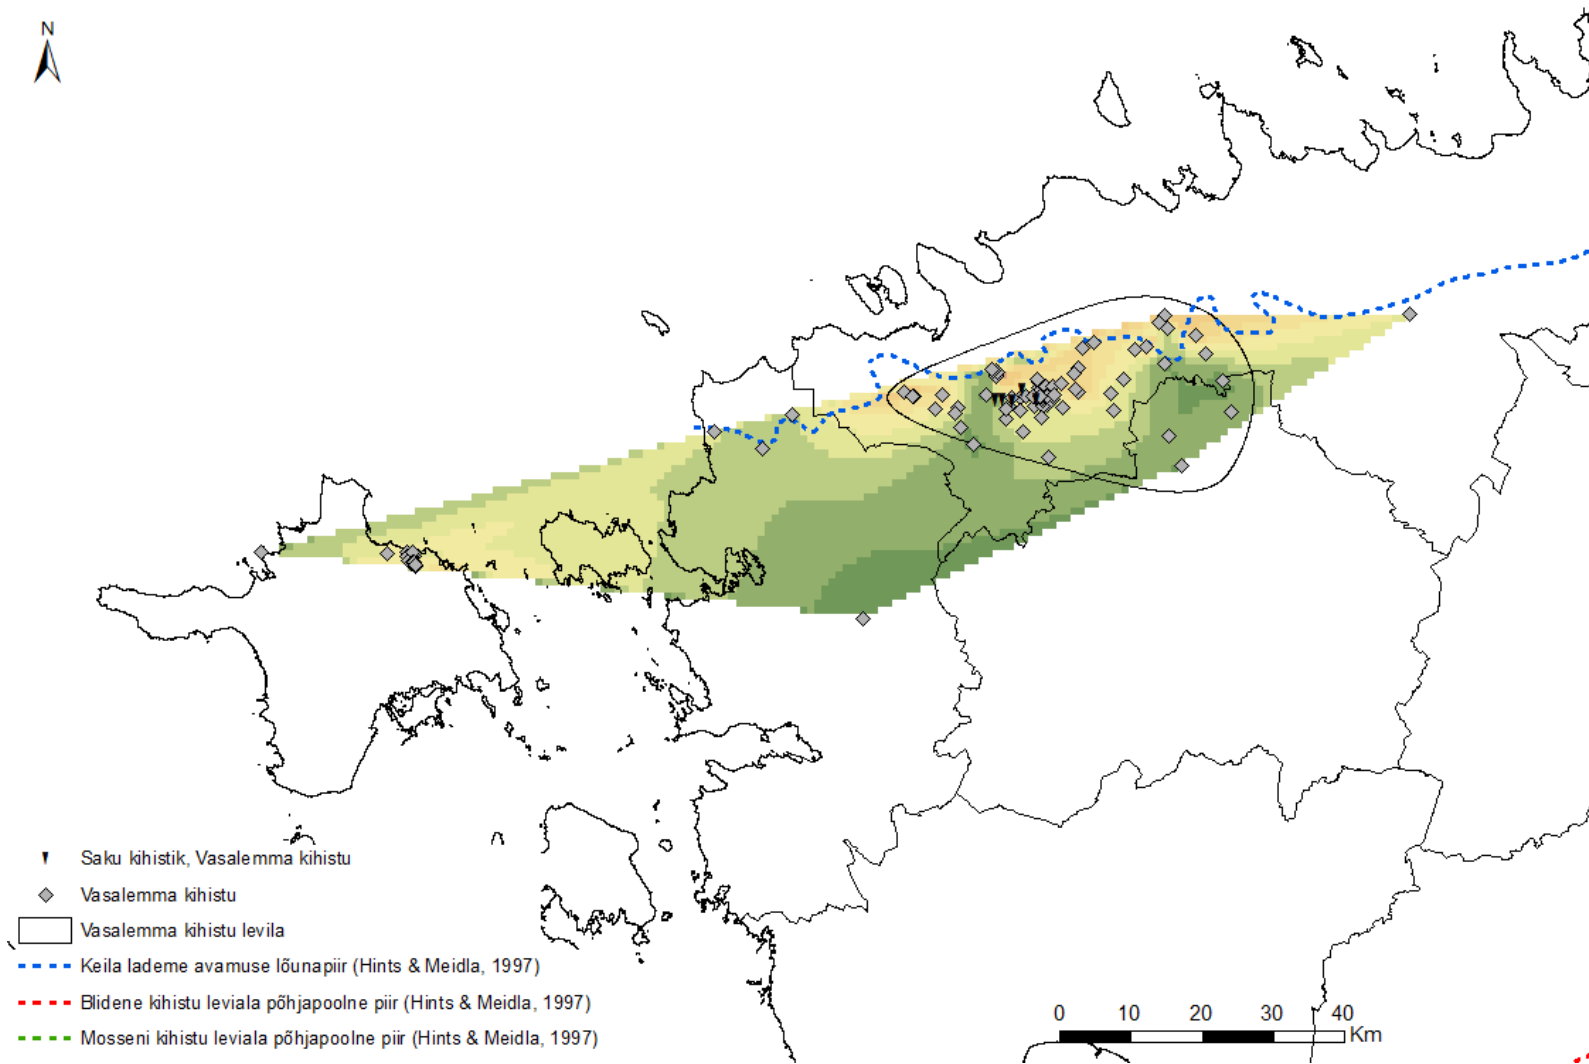 N
Saku kihistik, Vasalemma kihistu
Vasalemma kihistu
Vasalemma kihistu levila
Keila lademe avamuse lõunapiir (Hints & Meidla, 1997)
Blidene kihistu leviala põhjapoolne piir (Hints & Meidla, 1997)
Mosseni kihistu leviala põhjapoolne piir (Hints & Meidla, 1997)
0 10 20 30 40
Km